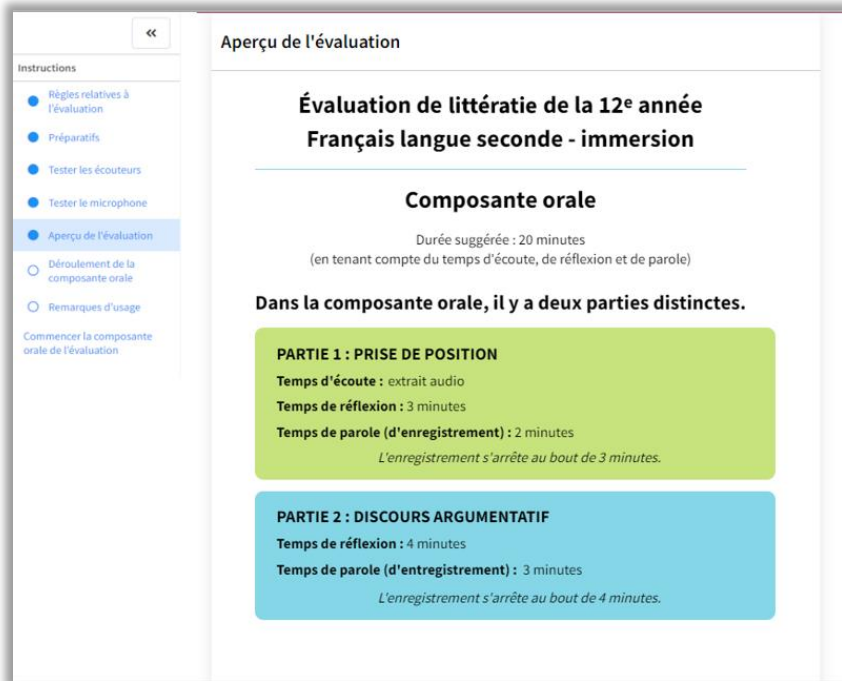 «
Instructions
Règles relatives à
l'évaluation
Préparatifs
Tester les écouteurs
Tester le microphone
Aperçu de l'évaluation
Déroulement de la
composante orale
Remarques d'usage
Commencer la composante
orale de l'évaluation
Aperçu de l'évaluation
Évaluation de littératie de la 12e année
Français langue seconde - immersion
Composante orale
Durée suggérée : 20 minutes
(en tenant compte du temps d'écoute, de réflexion et de parole)
Dans la composante orale, il y a deux parties distinctes.
PARTIE 1 : PRISE DE POSITION
Temps d'écoute : extrait audio
Temps de réflexion : 3 minutes
Temps de parole (d'enregistrement) : 2 minutes
L'enregistrement s'arrête au bout de 3 minutes.
PARTIE 2 : DISCOURS ARGUMENTATIF
Temps de réflexion : 4 minutes
Temps de parole (d'entregistrement) : 3 minutes
L'enregistrement s'arrête au bout de 4 minutes.